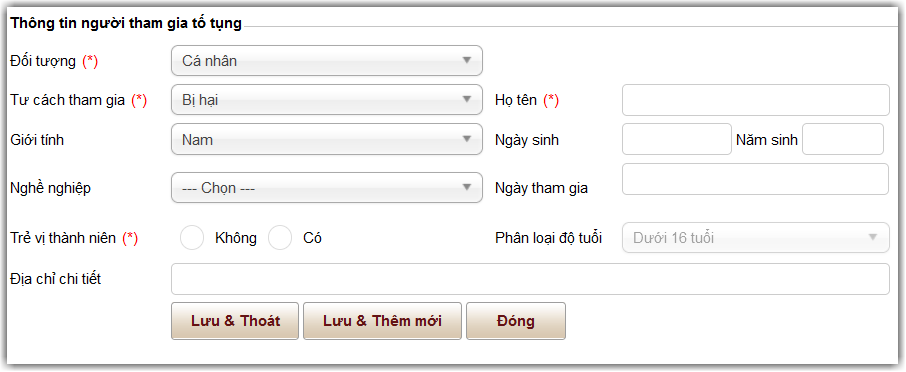 Thông tin người tham gia tố tụng
Đối tượng (*) Cá nhân
Tư cách tham gia (*) Bị hại Họ tên (*)
Giới tính Nam Ngày sinh Năm sinh
Nghề nghiệp --- Chọn --- Ngày tham gia
Trẻ vị thành niên (*) Không Có Phân loại độ tuổi Dưới 16 tuổi
Địa chỉ chi tiết
Lưu & Thoát Lưu & Thêm mới Đóng